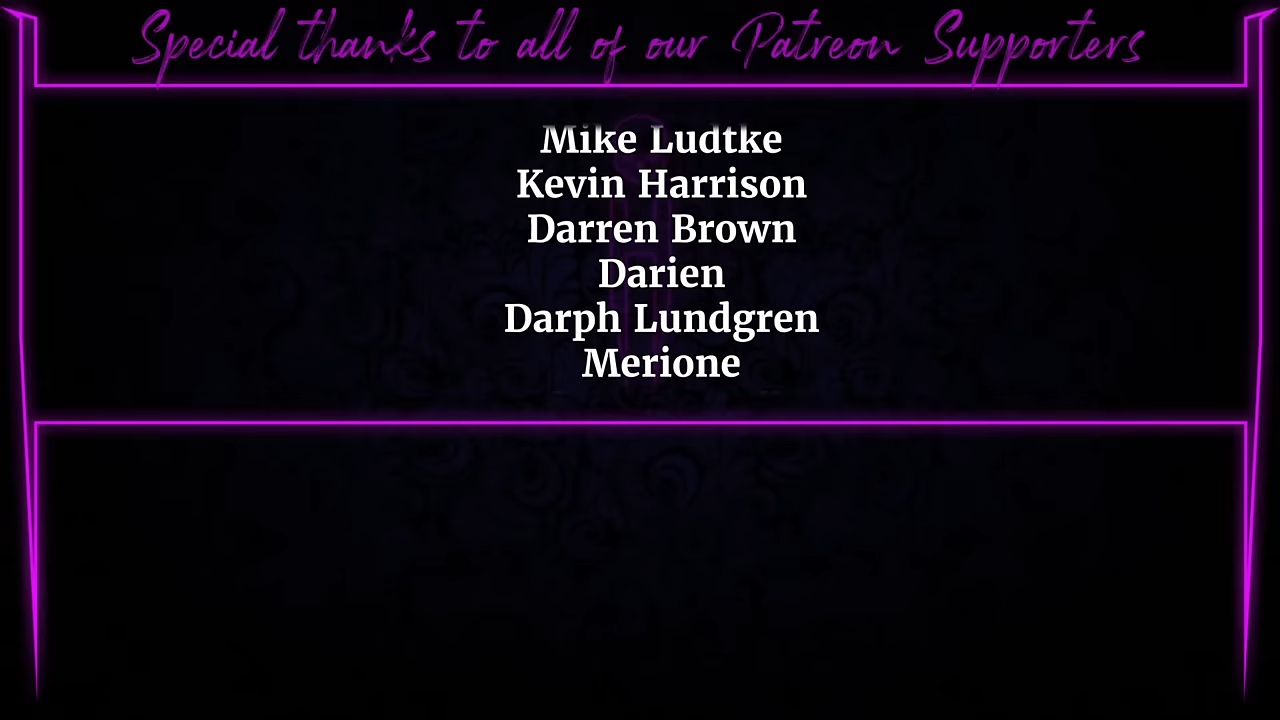 Special thanks to all of our Patreon Supporters
Mike Ludtke
Kevin Harrison
Darren Brown
Darien
Darph Lundgren
Merione